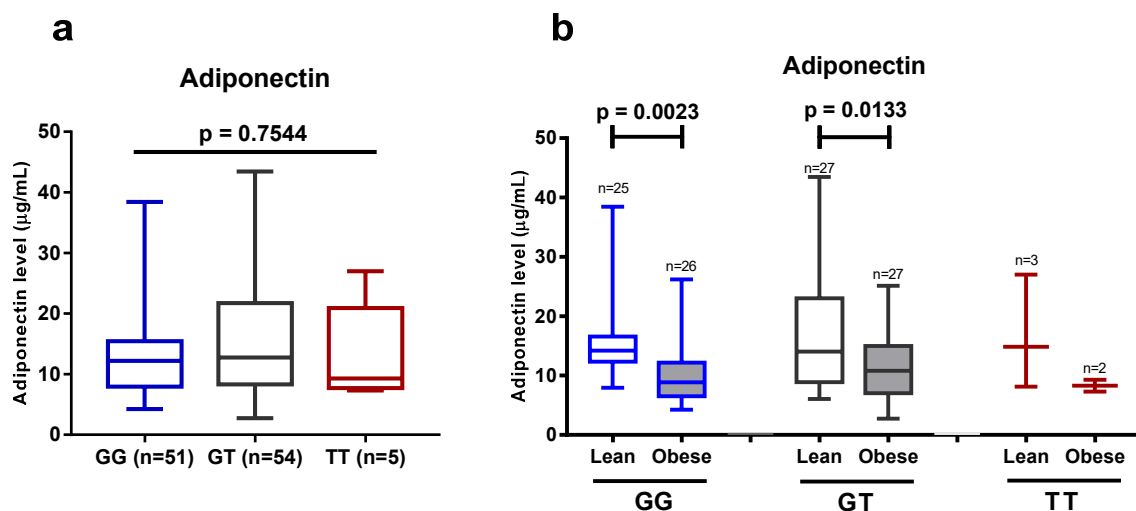 a
Adiponectin
p = 0.7544
Adiponectin level (μg/mL)
50
40
30
20
10
0
GG (n=51) GT (n=54) TT (n=5)
b
Adiponectin
p = 0.0023
p = 0.0133
Adiponectin level (μg/mL)
50
40
30
20
10
0
n=25
n=26
n=27
n=27
n=3
n=2
Lean Obese Lean Obese Lean Obese
GG GT TT